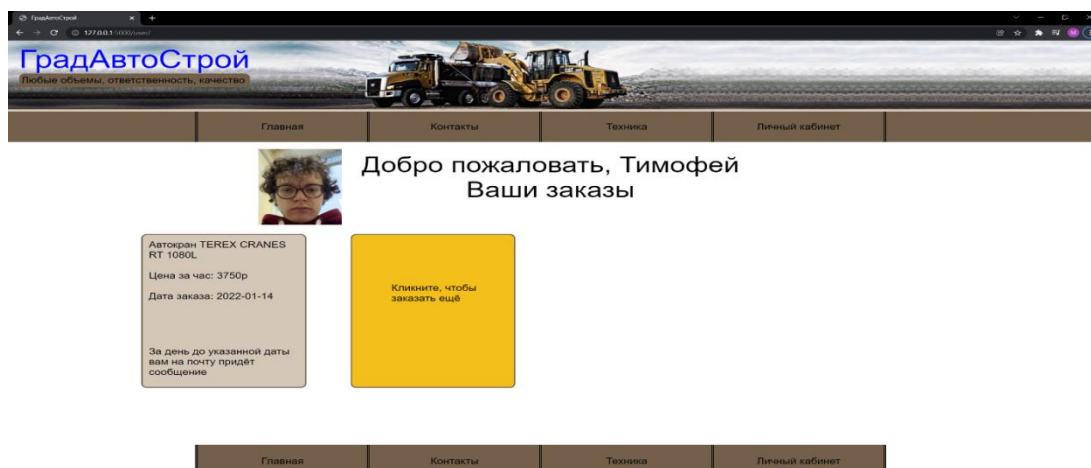 ГрадАвтоСтрой
127.0.0.1:5000/user/
ГрадАвтоСтрой
Любые объемы, ответственность, качество
Главная
Контакты
Техника
Личный кабинет
Добро пожаловать, Тимофей
Ваши заказы
Автокран TEREX CRANES
RT 1080L
Цена за час: 3750р
Дата заказа: 2022-01-14
За день до указанной даты
вам на почту придёт
сообщение
Кликните, чтобы
заказать ещё
Главная
Контакты
Техника
Личный кабинет